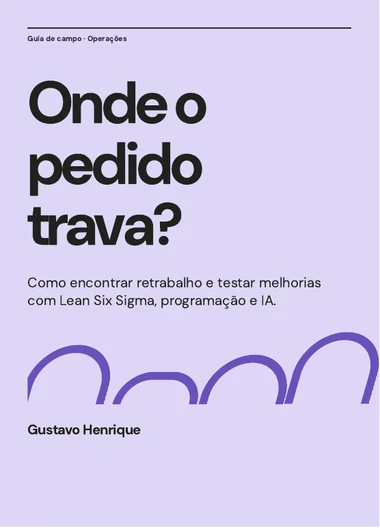 Guia de campo · Operações
Onde o
pedido
trava?
Como encontrar retrabalho e testar melhorias
com Lean Six Sigma, programação e IA.
Gustavo Henrique